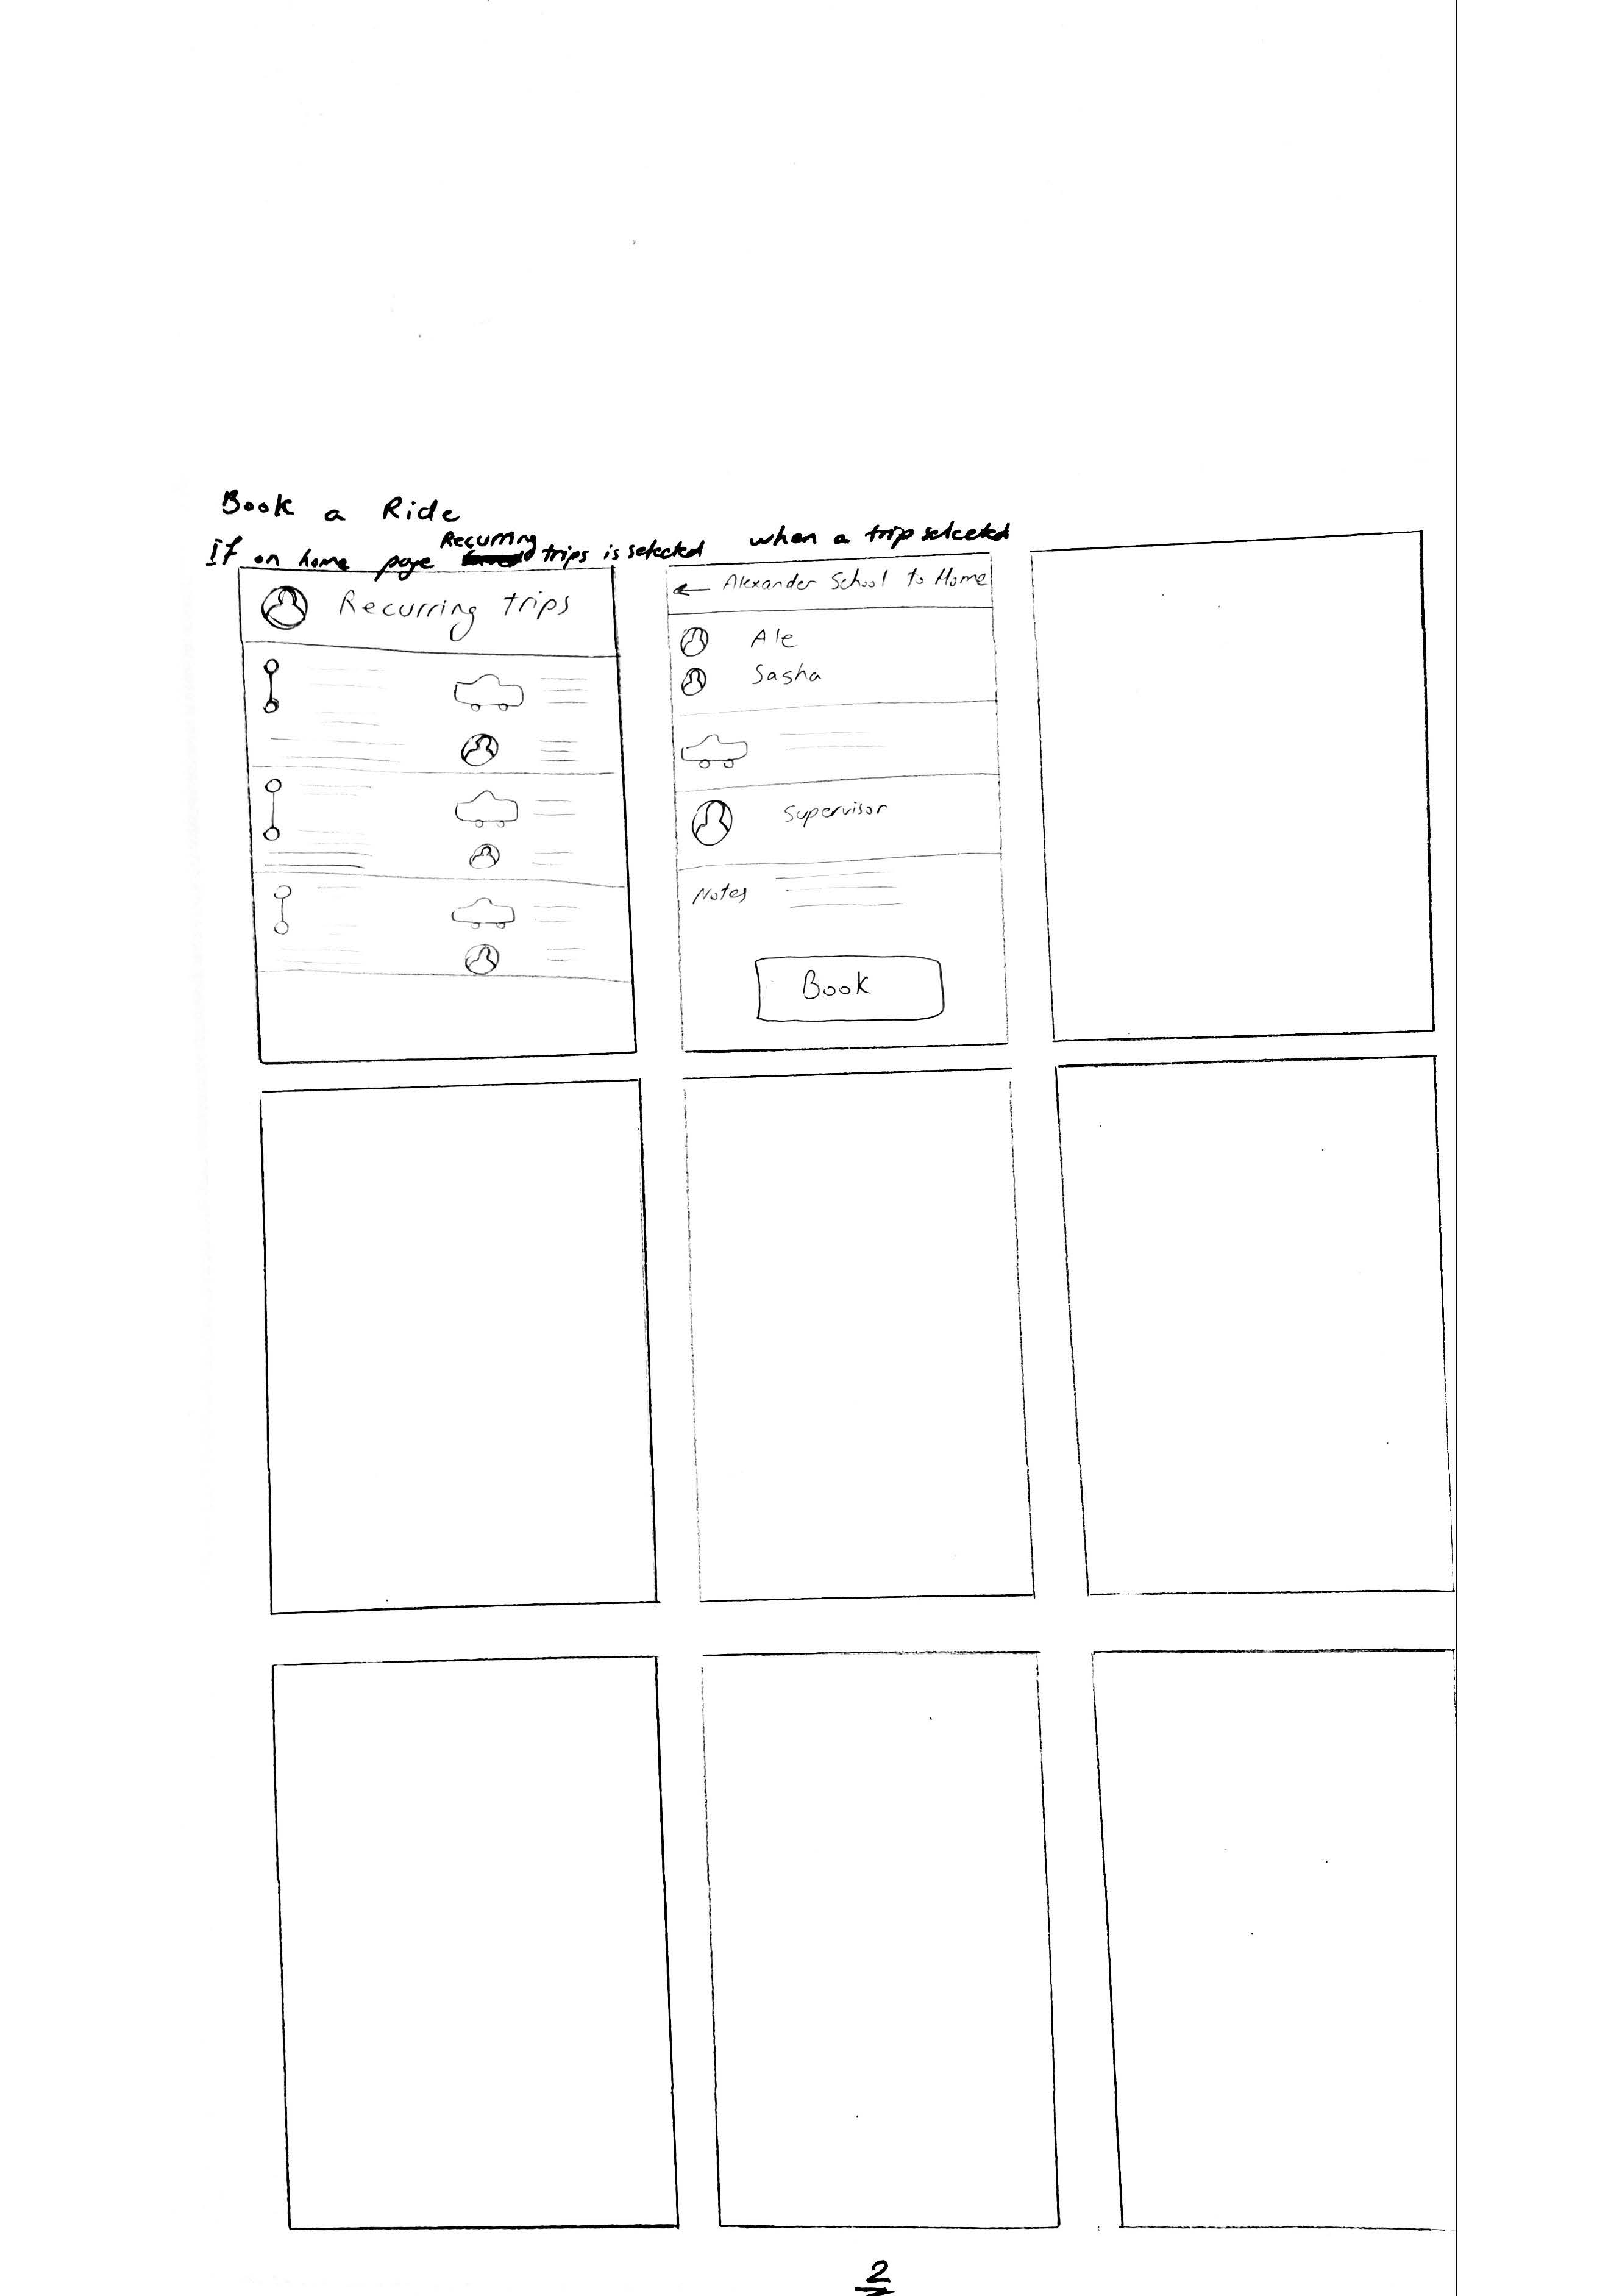 Book a Ride
If on home page Recurring trips is selected
when a trip selected
Recurring trips
← Alexander School to Home
Ale
Sasha
Supervisor
Notes
Book
2